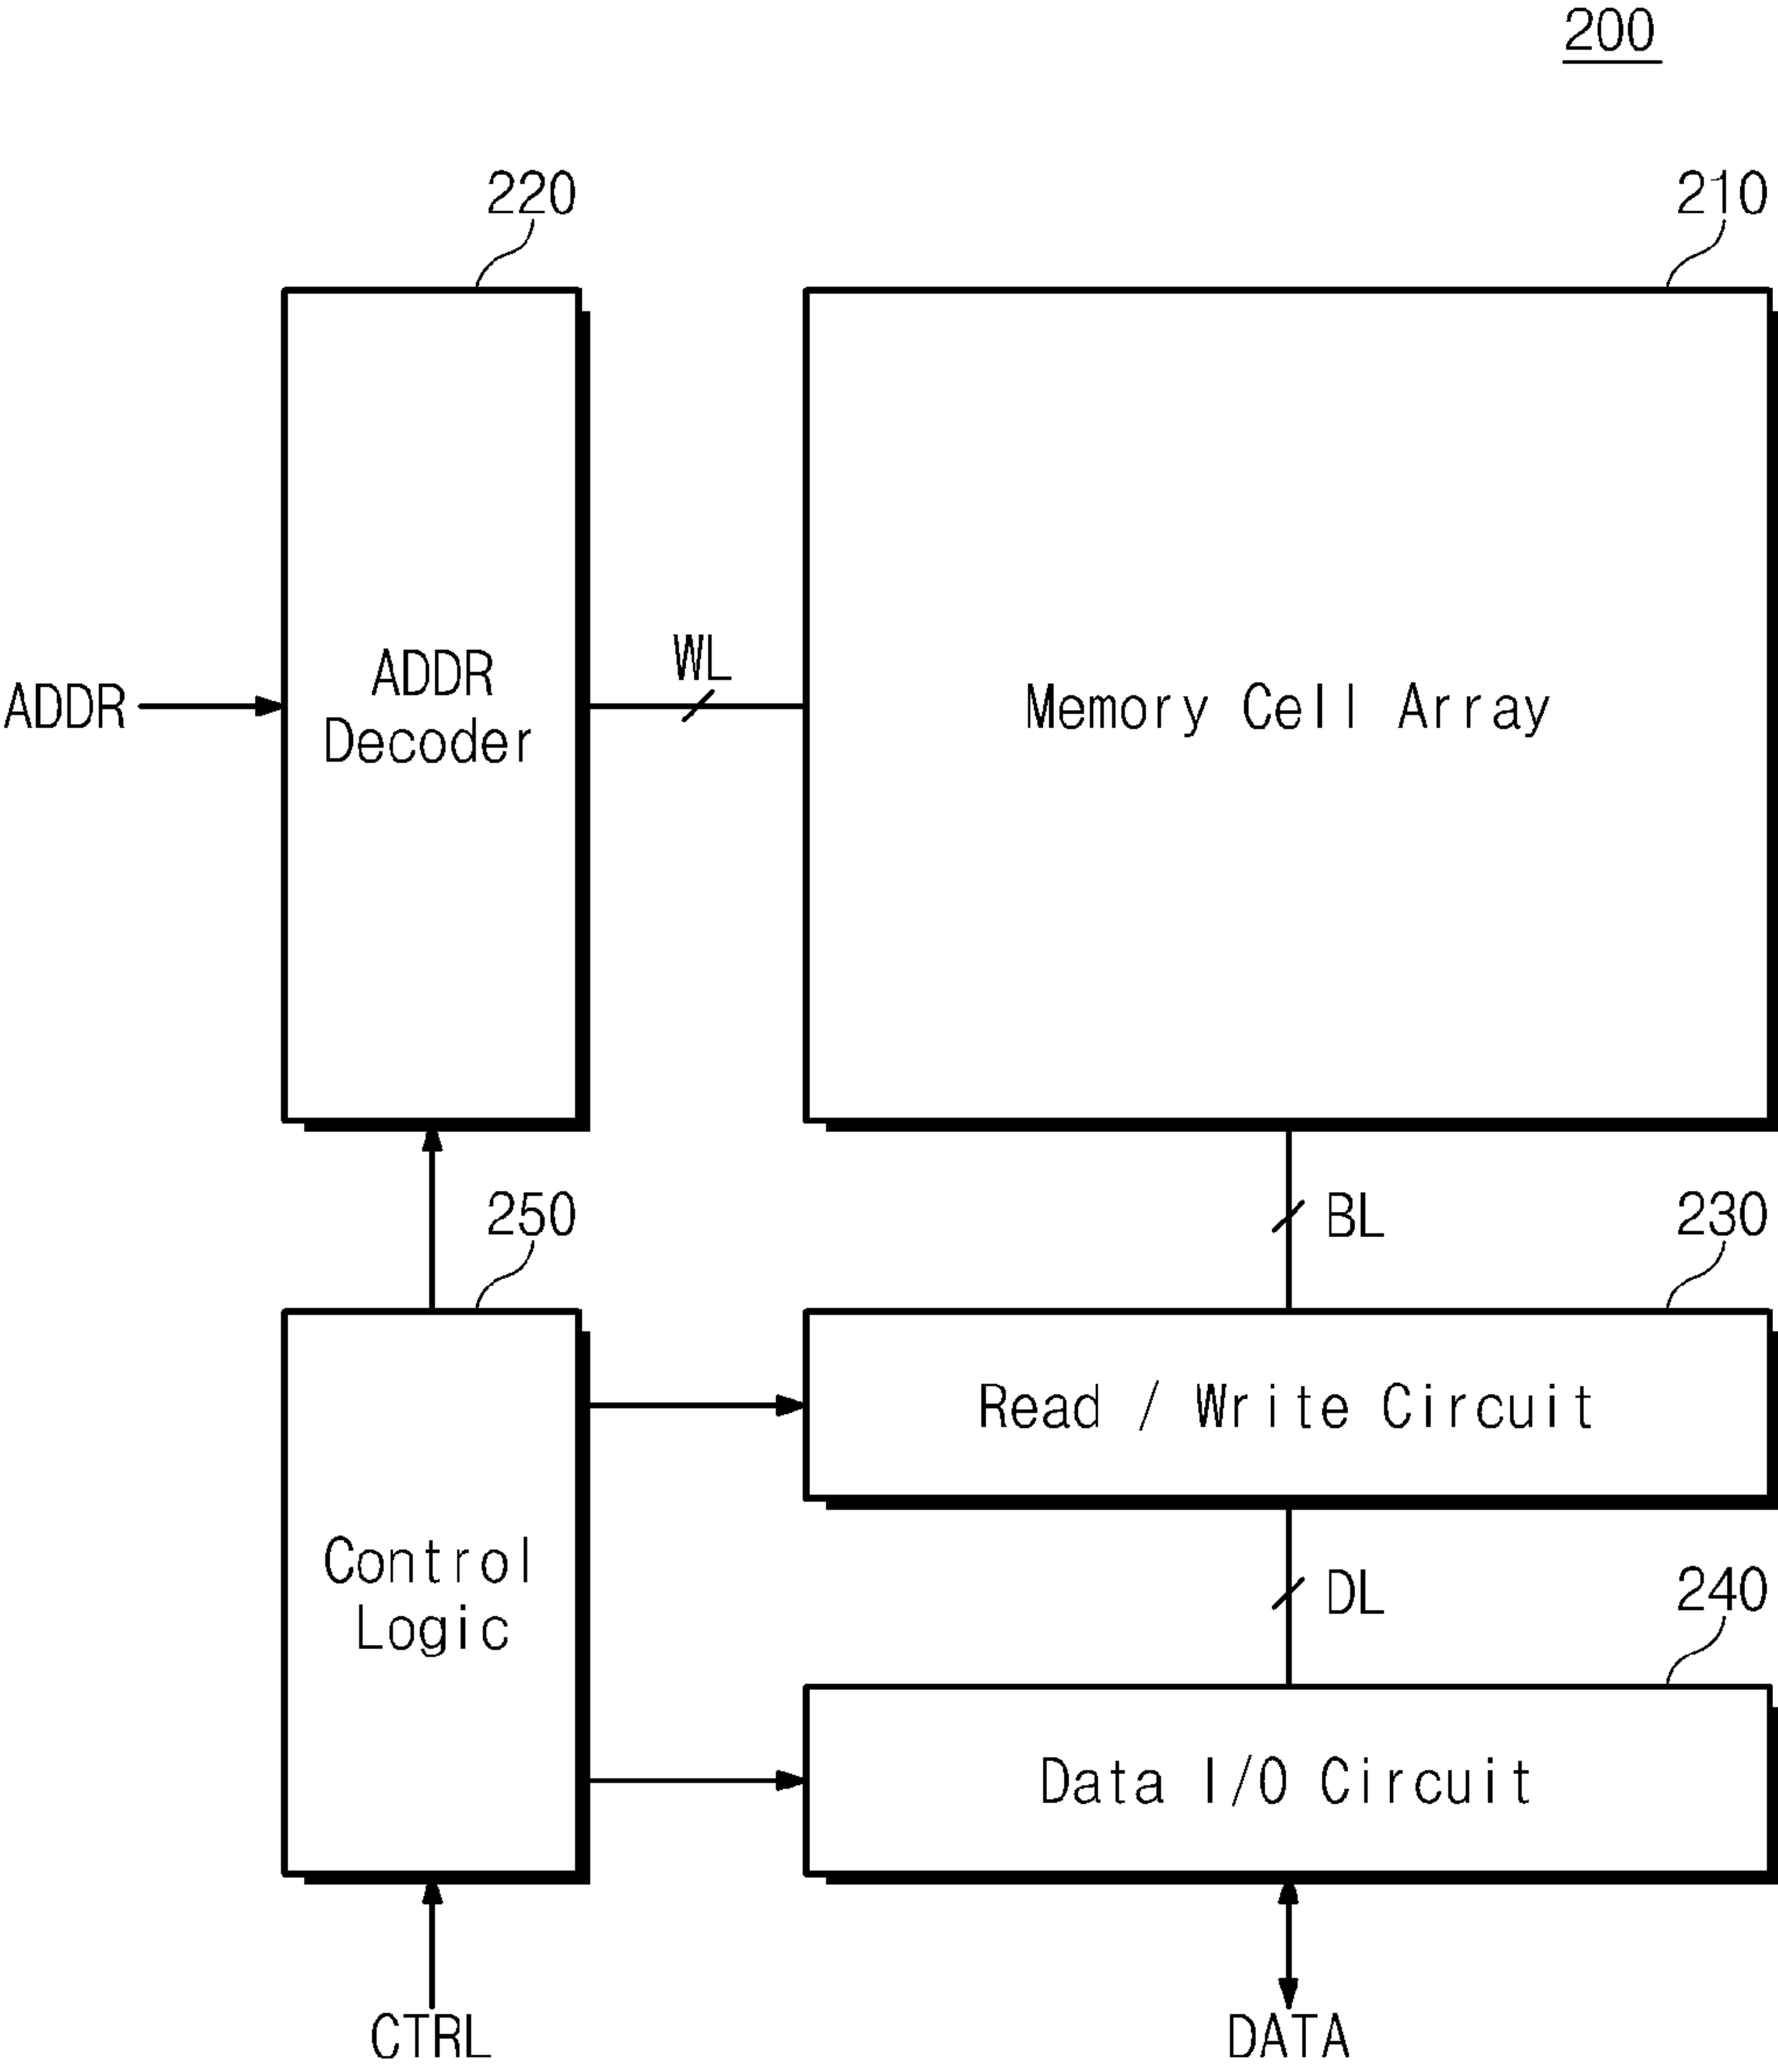 200
220
210
ADDR
ADDR
Decoder
WL
Memory Cell Array
250
BL
230
Read / Write Circuit
Control
Logic
DL
240
Data I/O Circuit
CTRL
DATA